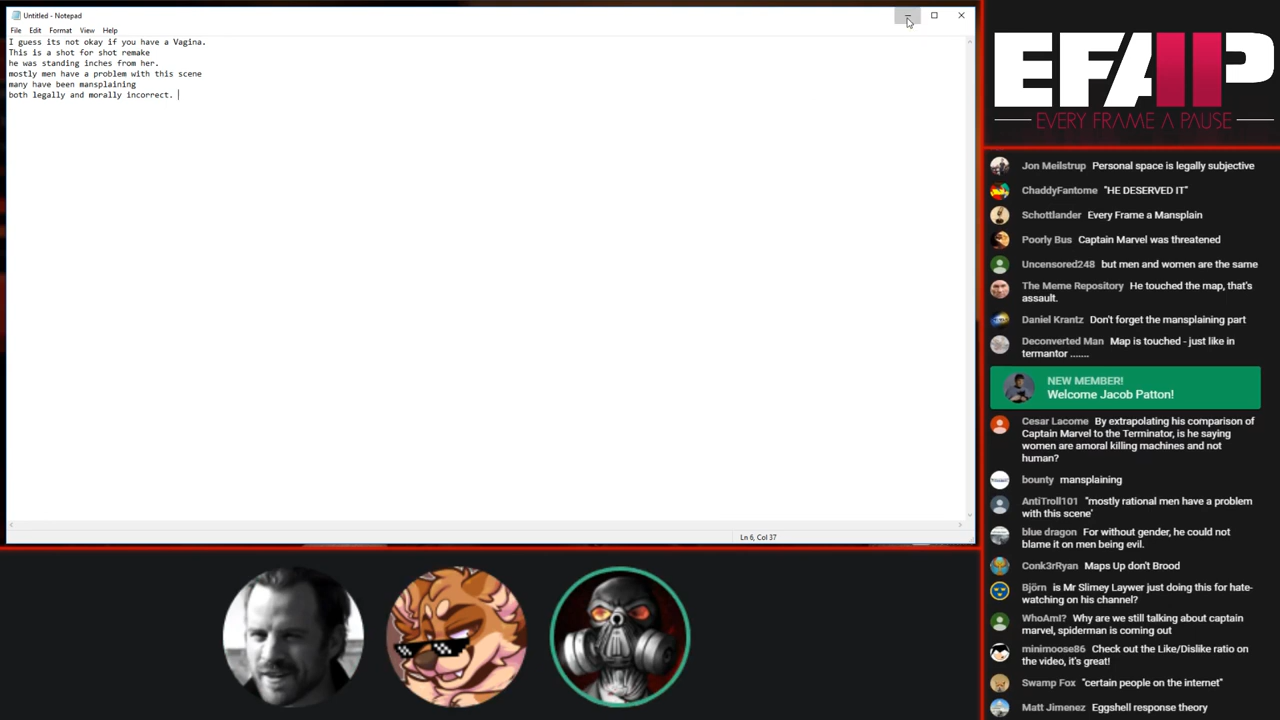 Untitled - Notepad
File Edit Format View Help
I guess its not okay if you have a Vagina.
This is a shot for shot remake
he was standing inches from her.
mostly men have a problem with this scene
many have been mansplaining
both legally and morally incorrect.
Ln 6, Col 37
EFAP
EVERY FRAME A PAUSE
Jon Meilstrup Personal space is legally subjective
ChaddyFantome "HE DESERVED IT"
Schottlander Every Frame a Mansplain
Poorly Bus Captain Marvel was threatened
Uncensored248 but men and women are the same
The Meme Repository He touched the map, that's
assault.
Daniel Krantz Don't forget the mansplaining part
Deconverted Man Map is touched - just like in
termantor .......
NEW MEMBER!
Welcome Jacob Patton!
Cesar Lacome By extrapolating his comparison of
Captain Marvel to the Terminator, is he saying
women are amoral killing machines and not
human?
bounty mansplaining
AntiTroll101 "mostly rational men have a problem
with this scene'
blue dragon For without gender, he could not
blame it on men being evil.
Conk3rRyan Maps Up don't Brood
Björn is Mr Slimey Laywer just doing this for hate-
watching on his channel?
WhoAmI? Why are we still talking about captain
marvel, spiderman is coming out
minimoose86 Check out the Like/Dislike ratio on
the video, it's great!
Swamp Fox "certain people on the internet"
Matt Jimenez Eggshell response theory